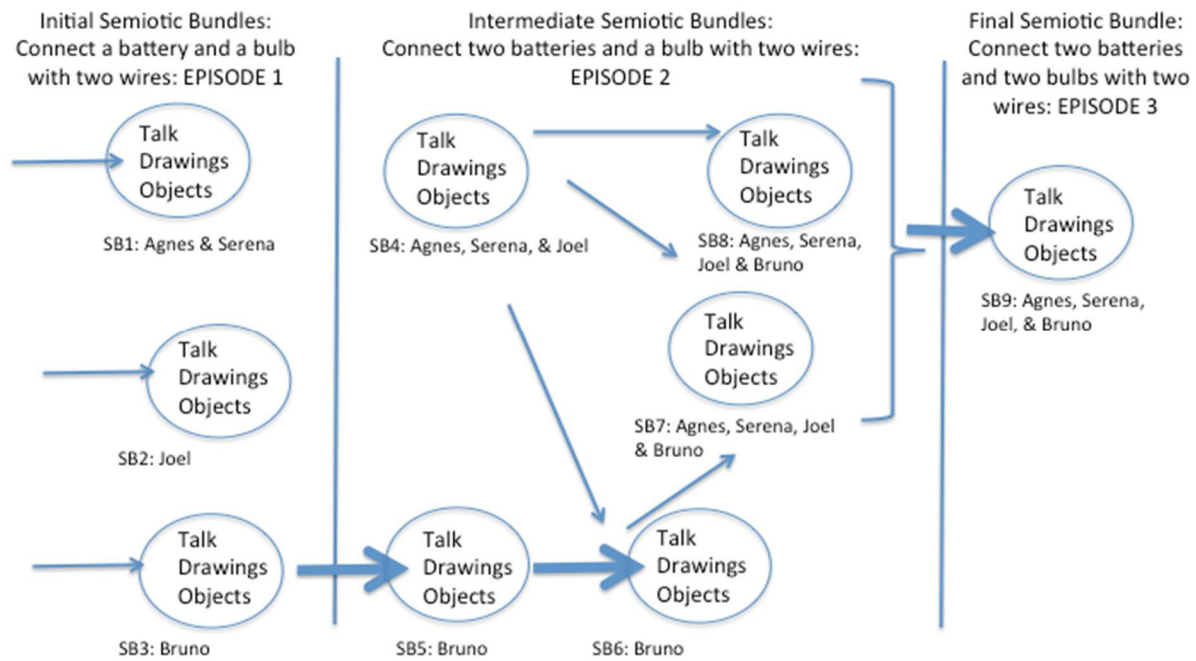 Initial Semiotic Bundles:
Connect a battery and a bulb
with two wires: EPISODE 1
Talk
Drawings
Objects
SB1: Agnes & Serena
Talk
Drawings
Objects
SB2: Joel
Talk
Drawings
Objects
SB3: Bruno
Intermediate Semiotic Bundles:
Connect two batteries and a bulb with two wires:
EPISODE 2
Talk
Drawings
Objects
SB4: Agnes, Serena, & Joel
Talk
Drawings
Objects
SB8: Agnes, Serena,
Joel & Bruno
Talk
Drawings
Objects
SB7: Agnes, Serena, Joel
& Bruno
Talk
Drawings
Objects
SB5: Bruno
Talk
Drawings
Objects
SB6: Bruno
Final Semiotic Bundle:
Connect two batteries
and two bulbs with two
wires: EPISODE 3
Talk
Drawings
Objects
SB9: Agnes, Serena,
Joel, & Bruno